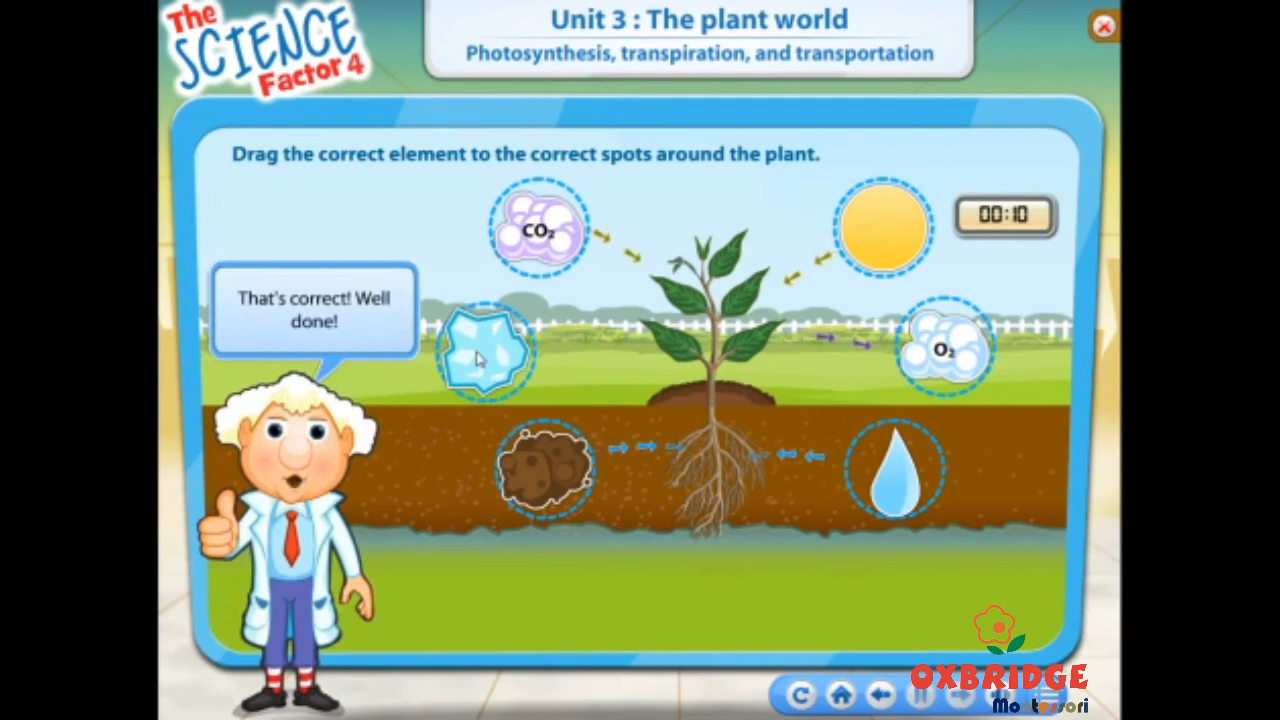 The
SCIENCE
Factor 4
Unit 3 : The plant world
Photosynthesis, transpiration, and transportation
Drag the correct element to the correct spots around the plant.
CO₂
00:10
That's correct! Well
done!
O₂
OXBRIDGE
Montessori